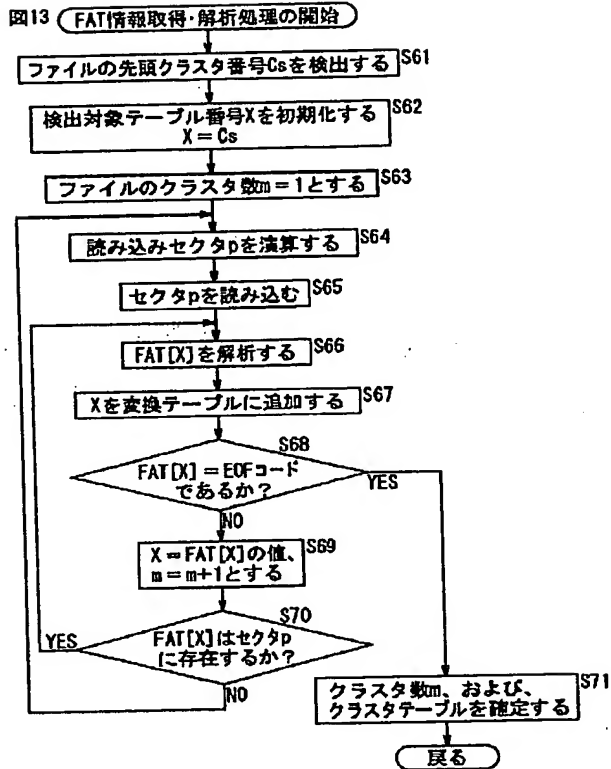 図13
FAT情報取得・解析処理の開始
ファイルの先頭クラスタ番号Csを検出する
S61
検出対象テーブル番号Xを初期化する
X=Cs
S62
ファイルのクラスタ数m=1とする
S63
読み込みセクタpを演算する
S64
セクタpを読み込む
S65
FAT[X]を解析する
S66
Xを変換テーブルに追加する
S67
S68
FAT[X]=EOFコード
であるか?
YES
NO
X=FAT[X]の値、
m=m+1とする
S69
S70
FAT[X]はセクタp
に存在するか?
YES
NO
クラスタ数m、および、
クラスタテーブルを確定する
S71
戻る